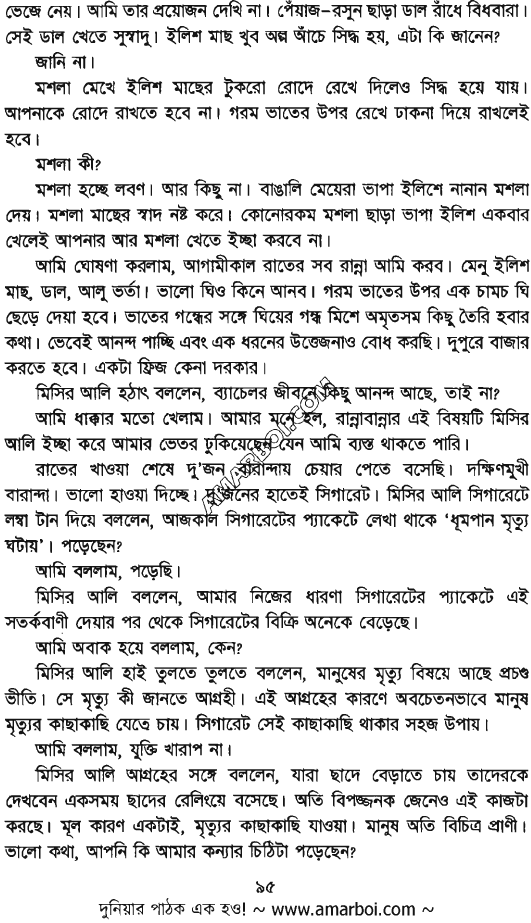 ভেজে নেয়। আমি তার প্রয়োজন দেখি না। পেঁয়াজ-রসুন ছাড়া ডাল রাঁধে বিধবারা।
সেই ডাল খেতে সুস্বাদু। ইলিশ মাছ খুব অল্প আঁচে সিদ্ধ হয়, এটা কি জানেন?
জানি না।
মশলা মেখে ইলিশ মাছের টুকরো রোদে রেখে দিলেও সিদ্ধ হয়ে যায়।
আপনাকে রোদে রাখতে হবে না। গরম ভাতের উপর রেখে ঢাকনা দিয়ে রাখলেই
হবে।
মশলা কী?
মশলা হচ্ছে লবণ। আর কিছু না। বাঙালি মেয়েরা ভাপা ইলিশে নানান মশলা
দেয়। মশলা মাছের স্বাদ নষ্ট করে। কোনোরকম মশলা ছাড়া ভাপা ইলিশ একবার
খেলেই আপনার আর মশলা খেতে ইচ্ছা করবে না।
আমি ঘোষণা করলাম, আগামীকাল রাতের সব রান্না আমি করব। মেনু ইলিশ
মাছ, ডাল, আলু ভর্তা। ভালো ঘিও কিনে আনব। গরম ভাতের উপর এক চামচ ঘি
ছেড়ে দেয়া হবে। ভাতের গন্ধের সঙ্গে ঘিয়ের গন্ধ মিশে অমৃতসম কিছু তৈরি হবার
কথা। ভেবেই আনন্দ পাচ্ছি এবং এক ধরনের উত্তেজনাও বোধ করছি। দুপুরে বাজার
করতে হবে। একটা ফ্রিজ কেনা দরকার।
মিসির আলি হঠাৎ বললেন, ব্যাচেলর জীবনে কিছু আনন্দ আছে, তাই না?
আমি ধাক্কার মতো খেলাম। আমার মনে হল, রান্নাবান্নার এই বিষয়টি মিসির
আলি ইচ্ছা করে আমার ভেতর ঢুকিয়েছেন যেন আমি ব্যস্ত থাকতে পারি।
রাতের খাওয়া শেষে দু'জন বারান্দায় চেয়ার পেতে বসেছি। দক্ষিণমুখী
বারান্দা। ভালো হাওয়া দিচ্ছে। দু'জনের হাতেই সিগারেট। মিসির আলি সিগারেটে
লম্বা টান দিয়ে বললেন, আজকাল সিগারেটের প্যাকেটে লেখা থাকে 'ধূমপান মৃত্যু
ঘটায়'। পড়েছেন?
আমি বললাম, পড়েছি।
মিসির আলি বললেন, আমার নিজের ধারণা সিগারেটের প্যাকেটে এই
সতর্কবাণী দেয়ার পর থেকে সিগারেটের বিক্রি অনেকে বেড়েছে।
আমি অবাক হয়ে বললাম, কেন?
মিসির আলি হাই তুলতে তুলতে বললেন, মানুষের মৃত্যু বিষয়ে আছে প্রচণ্ড
ভীতি। সে মৃত্যু কী জানতে আগ্রহী। এই আগ্রহের কারণে অবচেতনভাবে মানুষ
মৃত্যুর কাছাকাছি যেতে চায়। সিগারেট সেই কাছাকাছি থাকার সহজ উপায়।
আমি বললাম, যুক্তি খারাপ না।
মিসির আলি আগ্রহের সঙ্গে বললেন, যারা ছাদে বেড়াতে চায় তাদেরকে
দেখবেন একসময় ছাদের রেলিংয়ে বসেছে। অতি বিপজ্জনক জেনেও এই কাজটা
করছে। মূল কারণ একটাই, মৃত্যুর কাছাকাছি যাওয়া। মানুষ অতি বিচিত্র প্রাণী।
ভালো কথা, আপনি কি আমার কন্যার চিঠিটা পড়েছেন?
AMARBOI.COM
৯৫
দুনিয়ার পাঠক এক হও! ~ www.amarboi.com ~